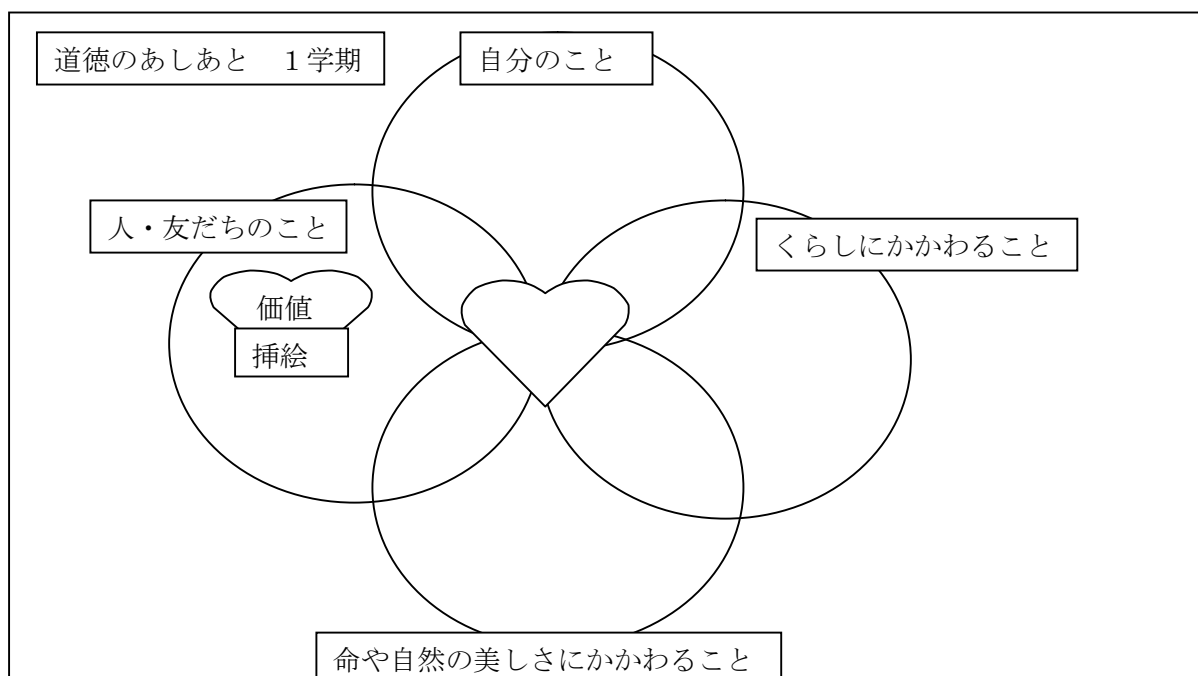 道徳のあしあと　１学期
自分のこと
人・友だちのこと
くらしにかかわること
価値
挿絵
命や自然の美しさにかかわること